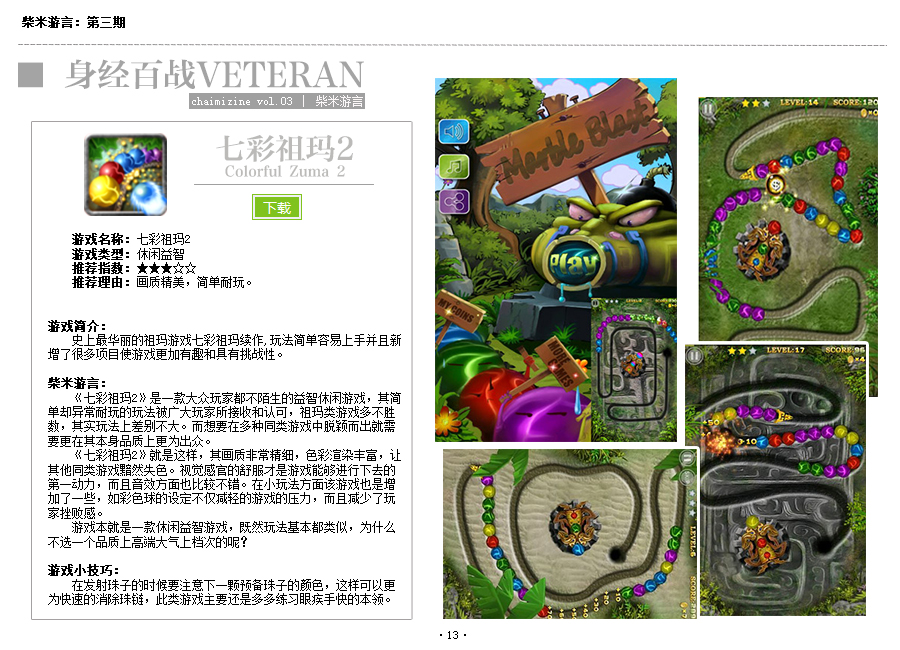 柴米游言：第三期
身经百战VETERAN
chaimizine vol.03 | 柴米游言
七彩祖玛2
Colorful Zuma 2
下载
游戏名称：七彩祖玛2
游戏类型：休闲益智
推荐指数：★★★☆☆
推荐理由：画质精美，简单耐玩。
游戏简介：
史上最华丽的祖玛游戏七彩祖玛续作,玩法简单容易上手并且新
增了很多项目使游戏更加有趣和具有挑战性。
柴米游言：
《七彩祖玛2》是一款大众玩家都不陌生的益智休闲游戏，其简
单却异常耐玩的玩法被广大玩家所接收和认可，祖玛类游戏多不胜
数，其实玩法上差别不大。而想要在多种同类游戏中脱颖而出就需
要更在其本身品质上更为出众。
《七彩祖玛2》就是这样，其画质非常精细，色彩渲染丰富，让
其他同类游戏黯然失色。视觉感官的舒服才是游戏能够进行下去的
第一动力，而且音效方面也比较不错。在小玩法方面该游戏也是增
加了一些，如彩色球的设定不仅减轻的游戏的压力，而且减少了玩
家挫败感。
游戏本就是一款休闲益智游戏，既然玩法基本都类似，为什么
不选一个品质上高端大气上档次的呢？
游戏小技巧：
在发射珠子的时候要注意下一颗预备珠子的颜色，这样可以更
为快速的消除珠链，此类游戏主要还是多多练习眼疾手快的本领。
Marble Blast
Play
MY COINS
MORE GAMES
LEVEL:14 SCORE:120
×0
LEVEL:17 SCORE:96
×4
+50
+10
LEVEL:6
+10
+20
+30
·13·